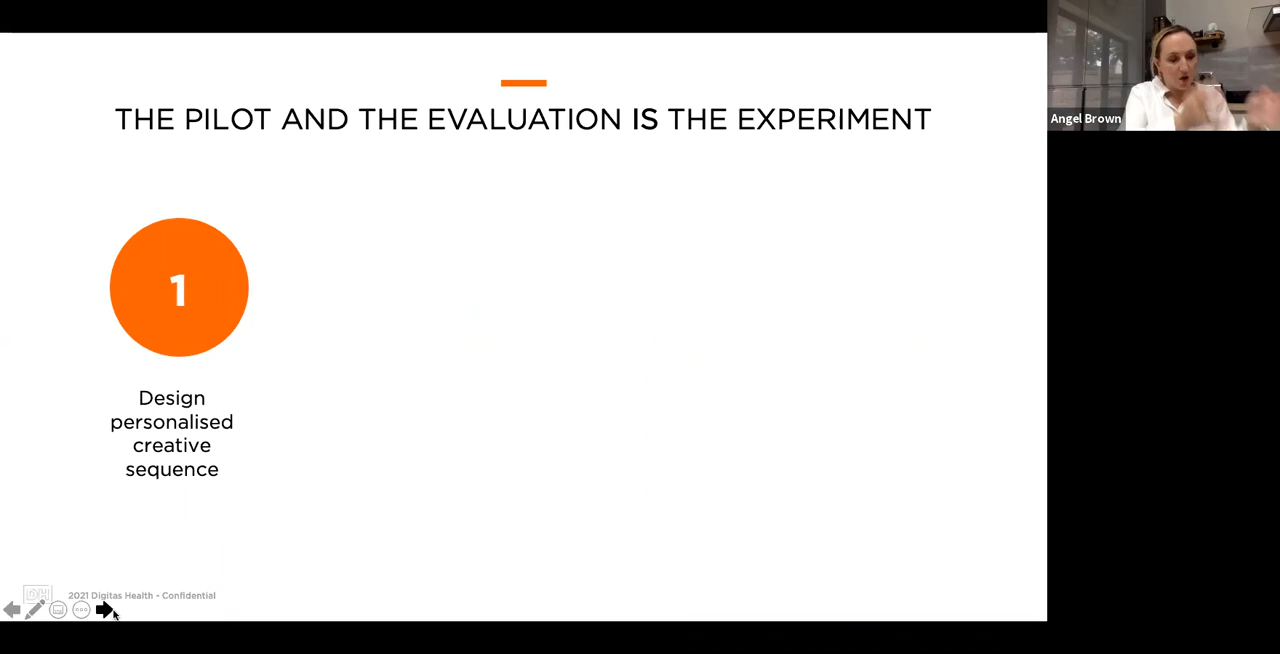 THE PILOT AND THE EVALUATION IS THE EXPERIMENT
Angel Brown
1
Design
personalised
creative
sequence
DH
2021 Digitas Health - Confidential